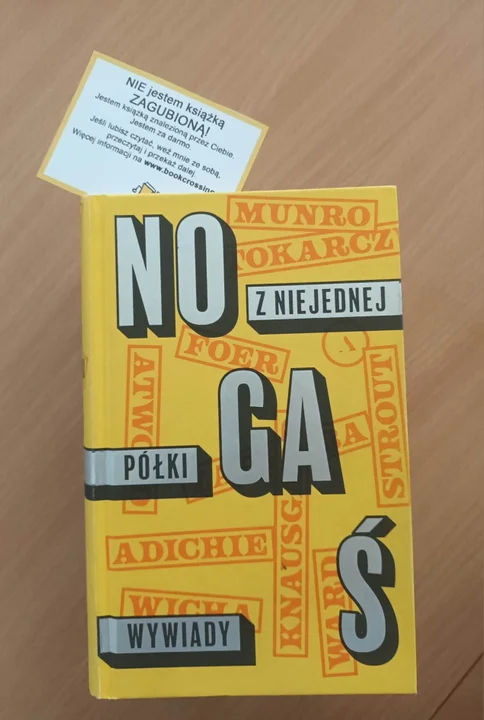 NIE jestem książką
ZAGUBIONĄ!
Jestem książką znalezioną przez Ciebie.
Jestem za darmo.
Jeśli lubisz czytać, weź mnie ze sobą,
przeczytaj i przekaż dalej
Więcej informacji na www.bookcrossing
MUNRO
TOKARCZ
NO
Z NIEJEDNEJ
FOER
ATWO
STROUT
GA
PÓŁKI
ADICHIE
KNAUSG
WARD
Ś
WICHA
WYWIADY